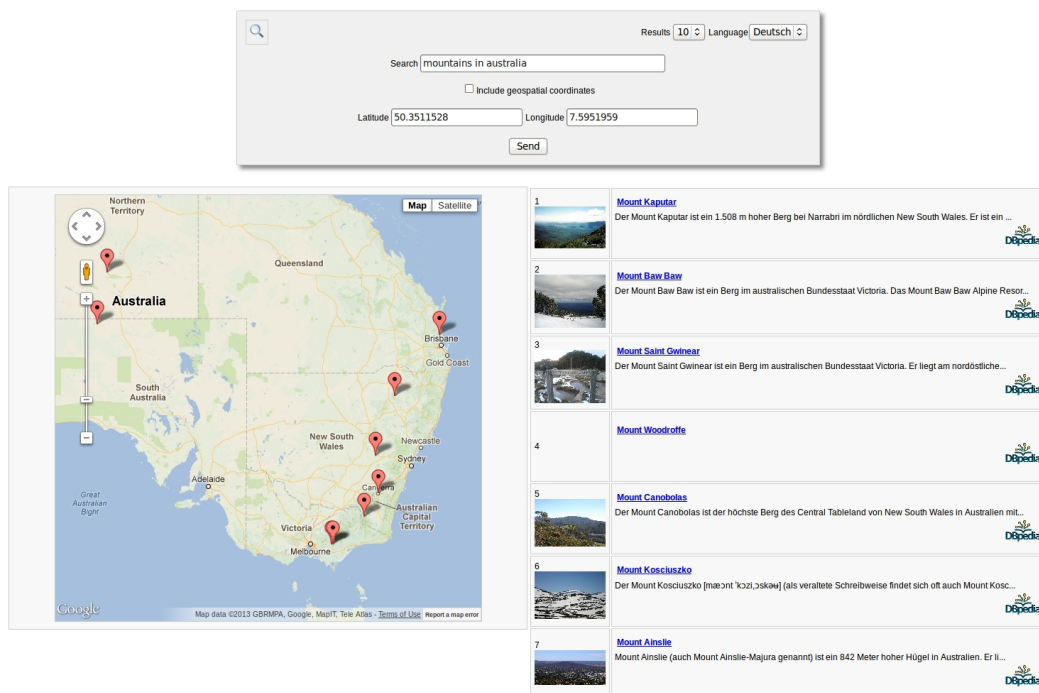 Results 10 Language Deutsch
Search mountains in australia
Include geospatial coordinates
Latitude 50.3511528 Longitude 7.5951959
Send
Northern
Territory
Map Satellite
Queensland
Australia
Brisbane
Gold Coast
South
Australia
New South
Wales
Newcastle
Sydney
Adelaide
Canberra
Great
Australian
Bight
Australian
Capital
Territory
Victoria
Melbourne
Google
Map data ©2013 GBRMPA, Google, MapIT, Tele Atlas - Terms of Use Report a map error
1
Mount Kaputar
Der Mount Kaputar ist ein 1.508 m hoher Berg bei Narrabri im nördlichen New South Wales. Er ist ein ...
DBpedia
2
Mount Baw Baw
Der Mount Baw Baw ist ein Berg im australischen Bundesstaat Victoria. Das Mount Baw Baw Alpine Resor...
DBpedia
3
Mount Saint Gwinear
Der Mount Saint Gwinear ist ein Berg im australischen Bundesstaat Victoria. Er liegt am nordöstliche...
DBpedia
4
Mount Woodroffe
DBpedia
5
Mount Canobolas
Der Mount Canobolas ist der höchste Berg des Central Tableland von New South Wales in Australien mit...
DBpedia
6
Mount Kosciuszko
Der Mount Kosciuszko [mæɔnt ˈkɔzi,ɔskəʊ] (als veraltete Schreibweise findet sich oft auch Mount Kosc...
DBpedia
7
Mount Ainslie
Mount Ainslie (auch Mount Ainslie-Majura genannt) ist ein 842 Meter hoher Hügel in Australien. Er li...
DBpedia